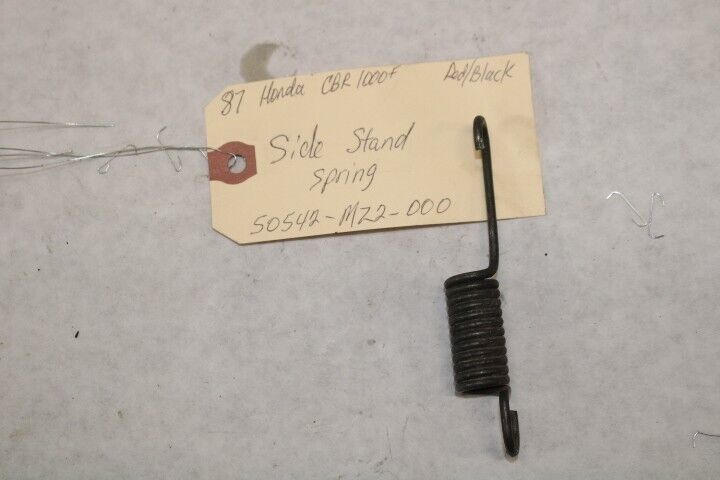 87 Honda CBR 1000F Red/Black
Side Stand
Spring
50542-MZ2-000